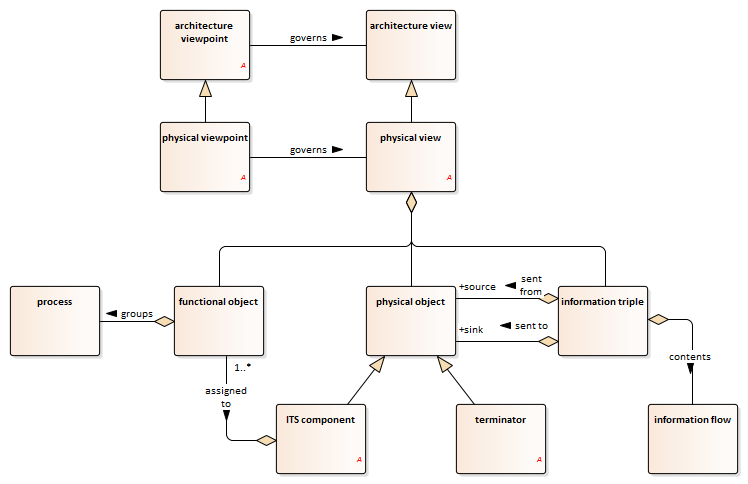 architecture
viewpoint
A
governs
architecture view
physical viewpoint
A
governs
physical view
A
process
groups
functional object
physical object
+source
sent
from
+sink
sent to
information triple
contents
1..*
assigned
to
ITS component
A
terminator
A
information flow